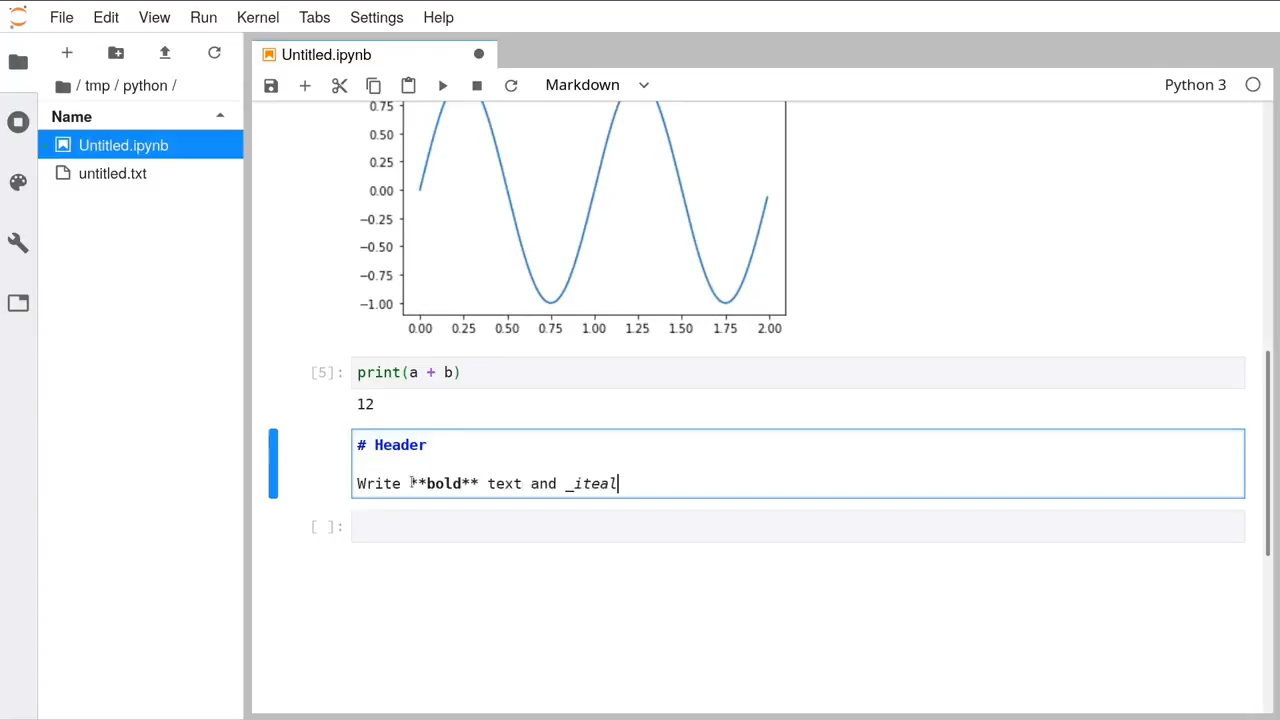 File Edit View Run Kernel Tabs Settings Help
Untitled.ipynb
Markdown
Python 3
/ tmp / python /
Name
Untitled.ipynb
untitled.txt
0.75
0.50
0.25
0.00
−0.25
−0.50
−0.75
−1.00
0.00 0.25 0.50 0.75 1.00 1.25 1.50 1.75 2.00
[5]: print(a + b)
12
# Header
Write **bold** text and _iteal
[ ]: